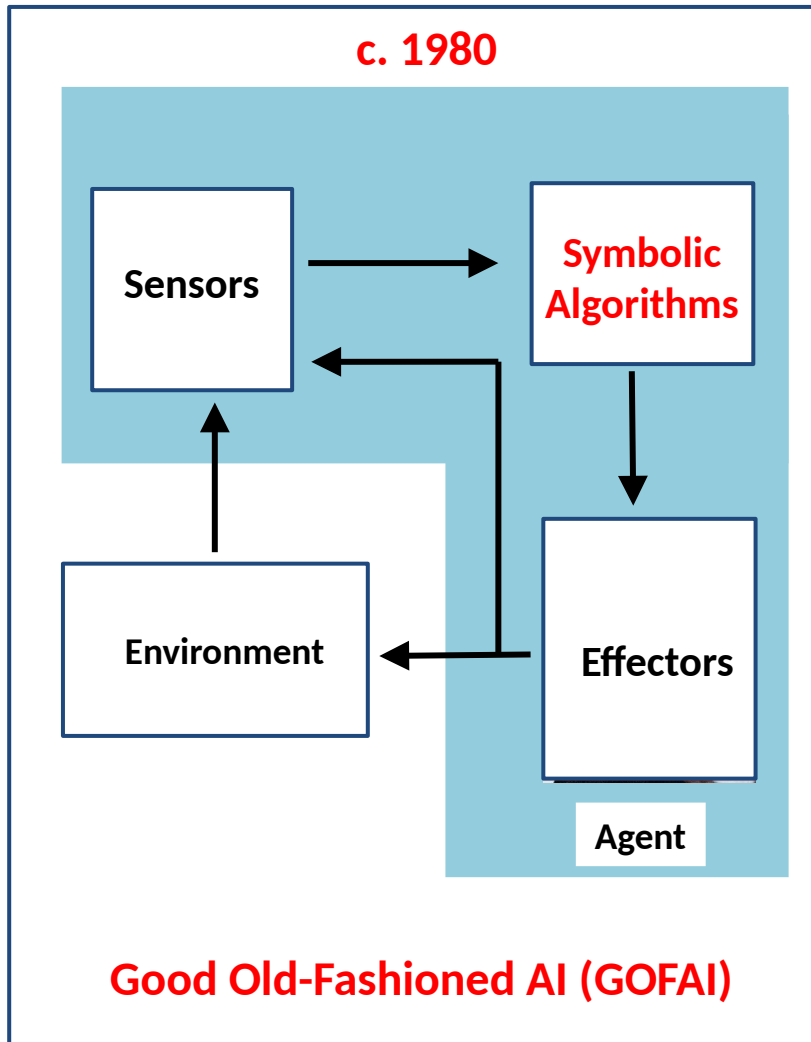 c. 1980
Sensors
Symbolic
Algorithms
Environment
Effectors
Agent
Good Old-Fashioned AI (GOFAI)